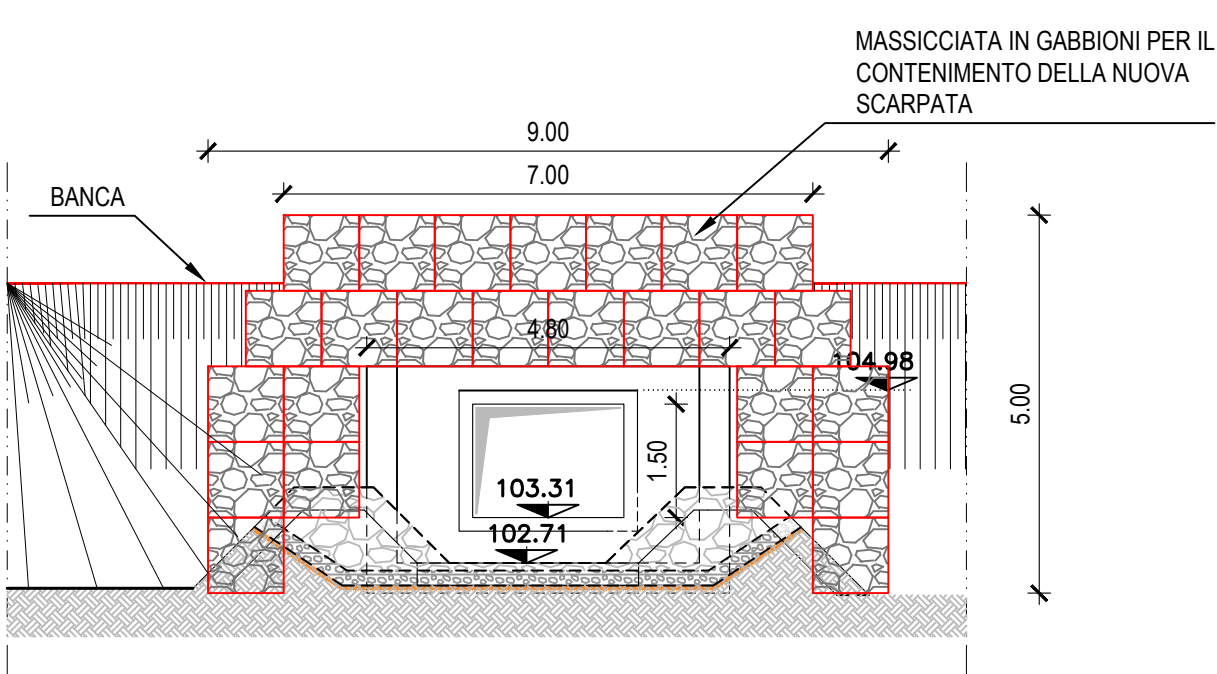 MASSICCIATA IN GABBIONI PER IL
CONTENIMENTO DELLA NUOVA
SCARPATA
9.00
7.00
BANCA
4.80
104.98
5.00
1.50
103.31
102.71